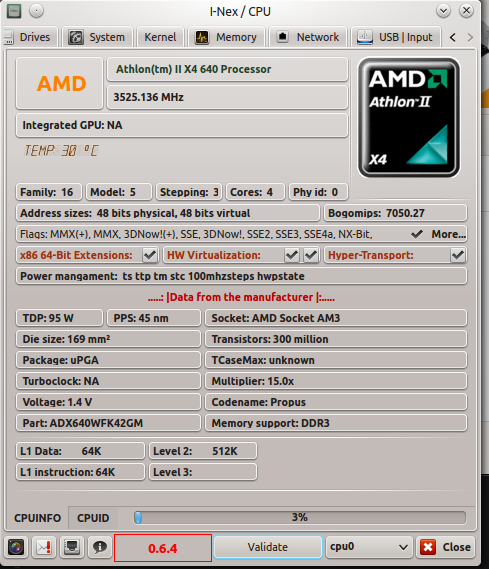 I-Nex / CPU
Drives System Kernel Memory Network USB | Input
AMD
Athlon(tm) II X4 640 Processor
3525.136 MHz
Integrated GPU: NA
TEMP: 30 °C
AMD
Athlon II
X4
Family: 16 Model: 5 Stepping: 3 Cores: 4 Phy id: 0
Address sizes: 48 bits physical, 48 bits virtual Bogomips: 7050.27
Flags: MMX(+), MMX, 3DNow!(+), SSE, 3DNow!, SSE2, SSE3, SSE4a, NX-Bit, More...
x86 64-Bit Extensions: HW Virtualization: Hyper-Transport:
Power mangament: ts ttp tm stc 100mhzsteps hwpstate
.....: |Data from the manufacturer |:.....
TDP: 95 W PPS: 45 nm Socket: AMD Socket AM3
Die size: 169 mm² Transistors: 300 million
Package: uPGA TCaseMax: unknown
Turboclock: NA Multiplier: 15.0x
Voltage: 1.4 V Codename: Propus
Part: ADX640WFK42GM Memory support: DDR3
L1 Data: 64K Level 2: 512K
L1 instruction: 64K Level 3:
CPUINFO CPUID 3%
0.6.4 Validate cpu0 Close